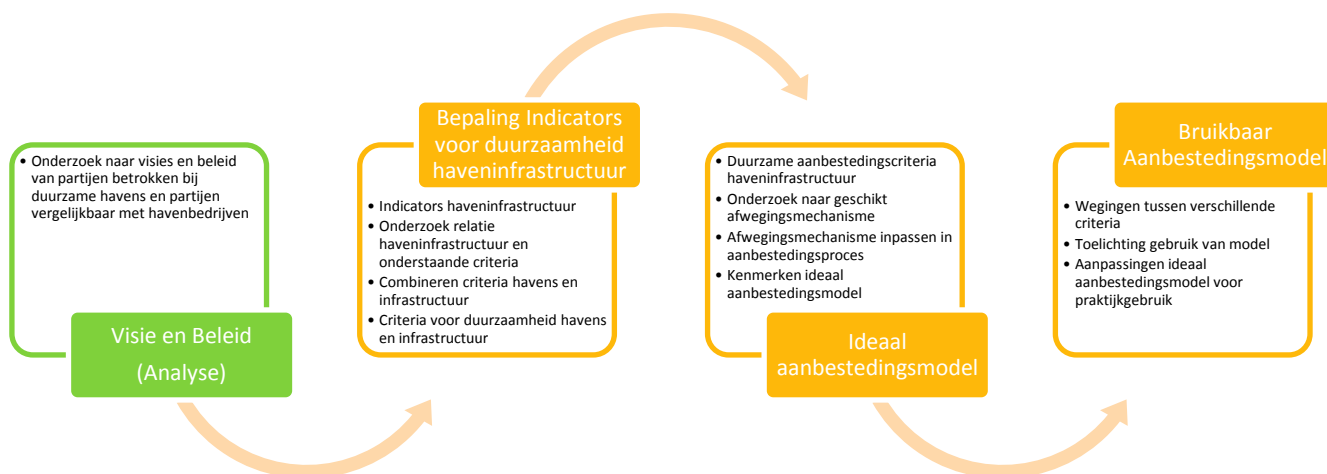 • Onderzoek naar visies en beleid
van partijen betrokken bij
duurzame havens en partijen
vergelijkbaar met havenbedrijven
Visie en Beleid
(Analyse)
Bepaling Indicators
voor duurzaamheid
haveninfrastructuur
• Indicators haveninfrastructuur
• Onderzoek relatie
haveninfrastructuur en
onderstaande criteria
• Combineren criteria havens en
infrastructuur
• Criteria voor duurzaamheid havens
en infrastructuur
• Duurzame aanbestedingscriteria
haveninfrastructuur
• Onderzoek naar geschikt
afwegingsmechanisme
• Afwegingsmechanisme inpassen in
aanbestedingsproces
• Kenmerken ideaal
aanbestedingsmodel
Ideaal
aanbestedingsmodel
Bruikbaar
Aanbestedingsmodel
• Wegingen tussen verschillende
criteria
• Toelichting gebruik van model
• Aanpassingen ideaal
aanbestedingsmodel voor
praktijkgebruik